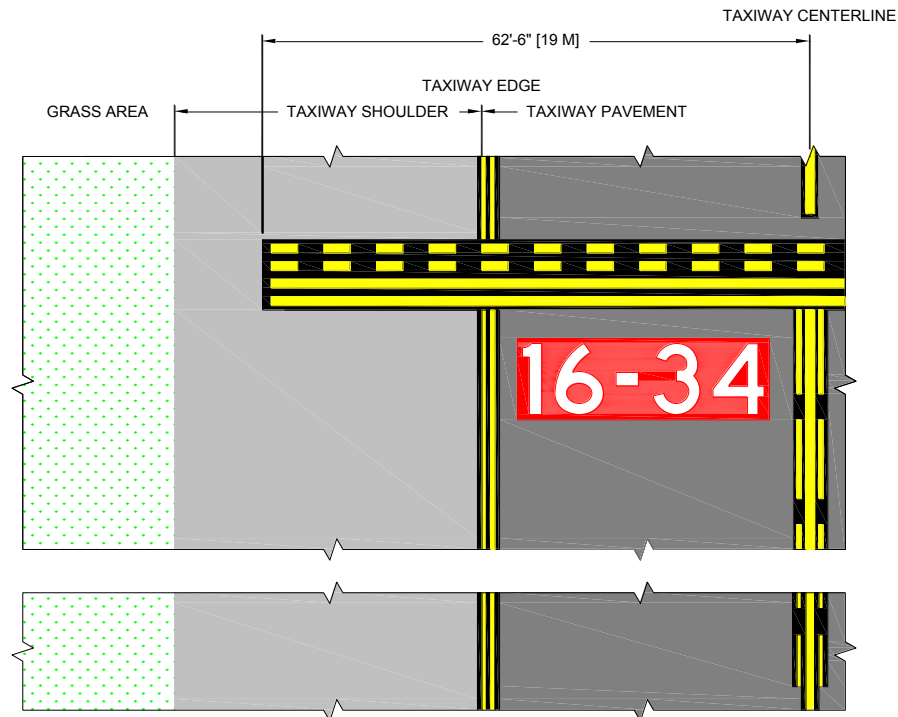 TAXIWAY CENTERLINE
62'-6" [19 M]
TAXIWAY EDGE
GRASS AREA
TAXIWAY SHOULDER
TAXIWAY PAVEMENT
16-34